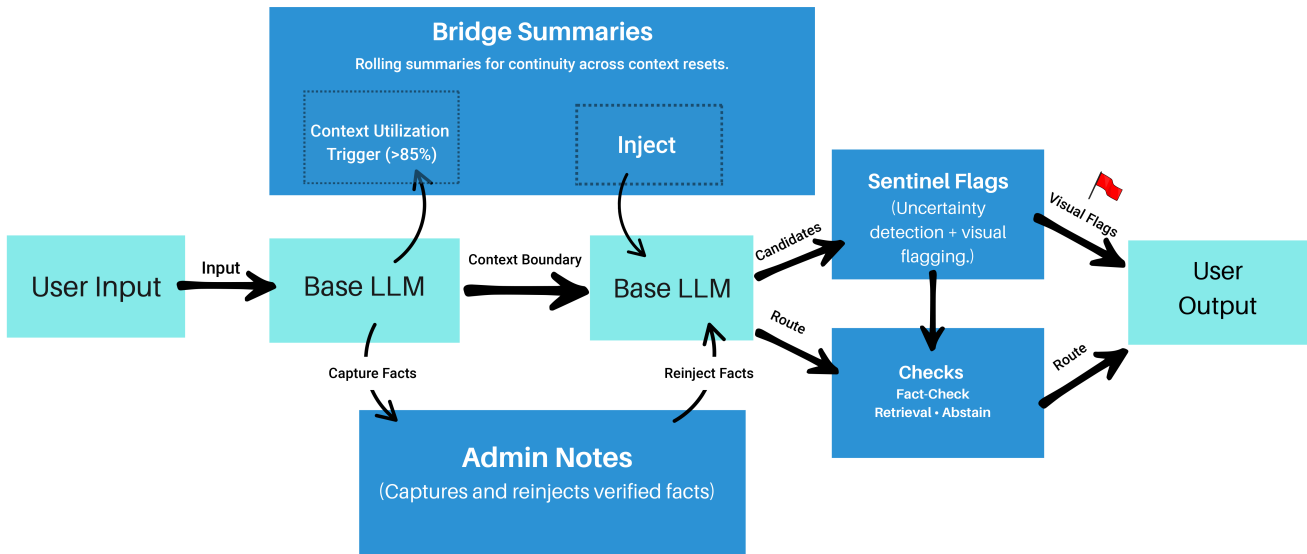 Bridge Summaries
Rolling summaries for continuity across context resets.
Context Utilization
Trigger (>85%)
Inject
User Input
Input
Base LLM
Context Boundary
Base LLM
Candidates
Route
Sentinel Flags
(Uncertainty
detection + visual
flagging.)
Visual Flags
Checks
Fact-Check
Retrieval • Abstain
Route
User
Output
Capture Facts
Reinject Facts
Admin Notes
(Captures and reinjects verified facts)